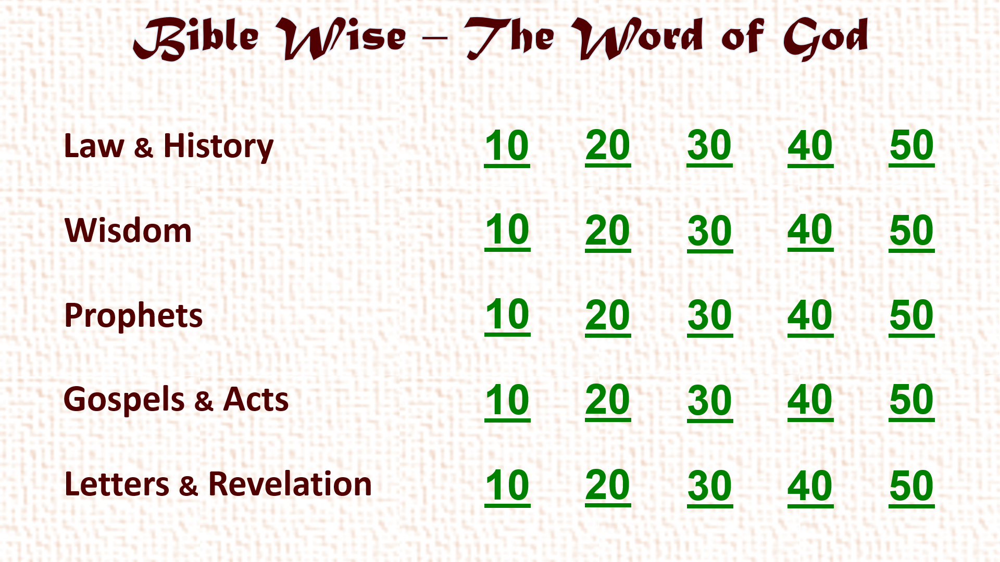 Bible Wise – The Word of God
Law & History 10 20 30 40 50
Wisdom 10 20 30 40 50
Prophets 10 20 30 40 50
Gospels & Acts 10 20 30 40 50
Letters & Revelation 10 20 30 40 50